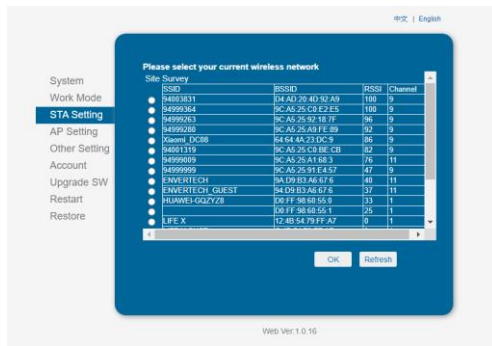 中文 | English
Please select your current wireless network
Site Survey
SSID BSSID RSSI Channel
94003831 D4:AD:20:4D:92:A9 100 9
94999364 9C:A5:25:C0:E2:E5 100 9
94999263 9C:A5:25:92:18:7F 96 9
94999280 9C:A5:25:A9:FE:89 92 9
Xiaomi_DC08 64:64:4A:23:DC:9 86 9
94001319 9C:A5:25:C0:BE:CB 82 9
94999009 9C:A5:25:A1:68:3 76 11
94999999 9C:A5:25:91:E4:57 47 9
ENVERTECH 9A:D9:B3:A6:67:6 40 11
ENVERTECH_GUEST 94:D9:B3:A6:67:6 37 11
HUAWEI-GQZYZ8 D0:FF:98:60:55:0 33 1
D0:FF:98:60:55:1 25 1
LIFE X 12:4B:54:79:FF:A7 0 1
System
Work Mode
STA Setting
AP Setting
Other Setting
Account
Upgrade SW
Restart
Restore
OK Refresh
Web Ver:1.0.16